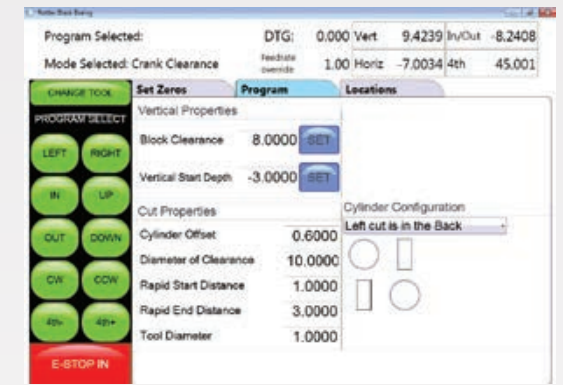 Rottler Block Boring
Program Selected: DTG: 0.000 Vert 9.4239 In/Out -8.2408
Mode Selected: Crank Clearance Feedrate override 1.00 Horiz -7.0034 4th 45.001
CHANGE TOOL
Set Zeros Program Locations
PROGRAM SELECT
Vertical Properties
LEFT RIGHT
Block Clearance 8.0000 SET
IN UP
Vertical Start Depth -3.0000 SET
Cut Properties
Cylinder Configuration
OUT DOWN
Cylinder Offset 0.6000
Left cut is in the Back
Diameter of Clearance 10.0000
CW CCW
Rapid Start Distance 1.0000
Rapid End Distance 3.0000
4th- 4th+
Tool Diameter 1.0000
E-STOP IN